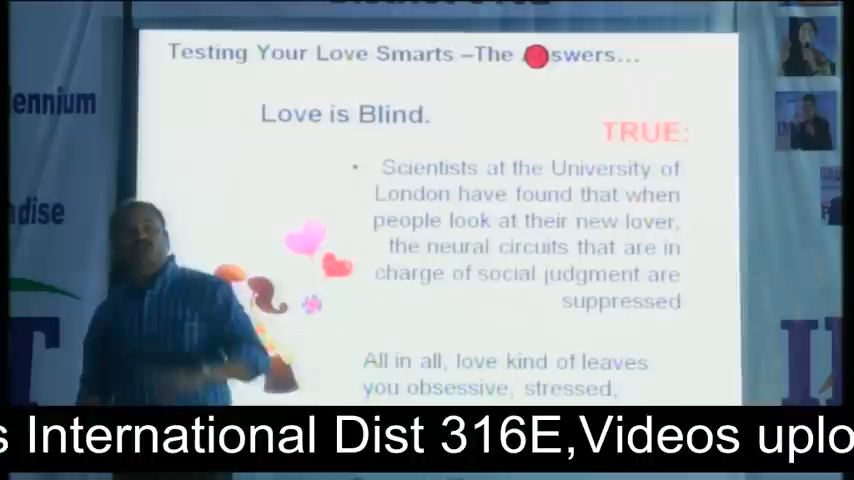 Testing Your Love Smarts –The swers...
Love is Blind.
TRUE:
• Scientists at the University of
London have found that when
people look at their new lover,
the neural circuits that are in
charge of social judgment are
suppressed
All in all, love kind of leaves
you obsessive, stressed,
lennium
adise
s International Dist 316E,Videos uplo